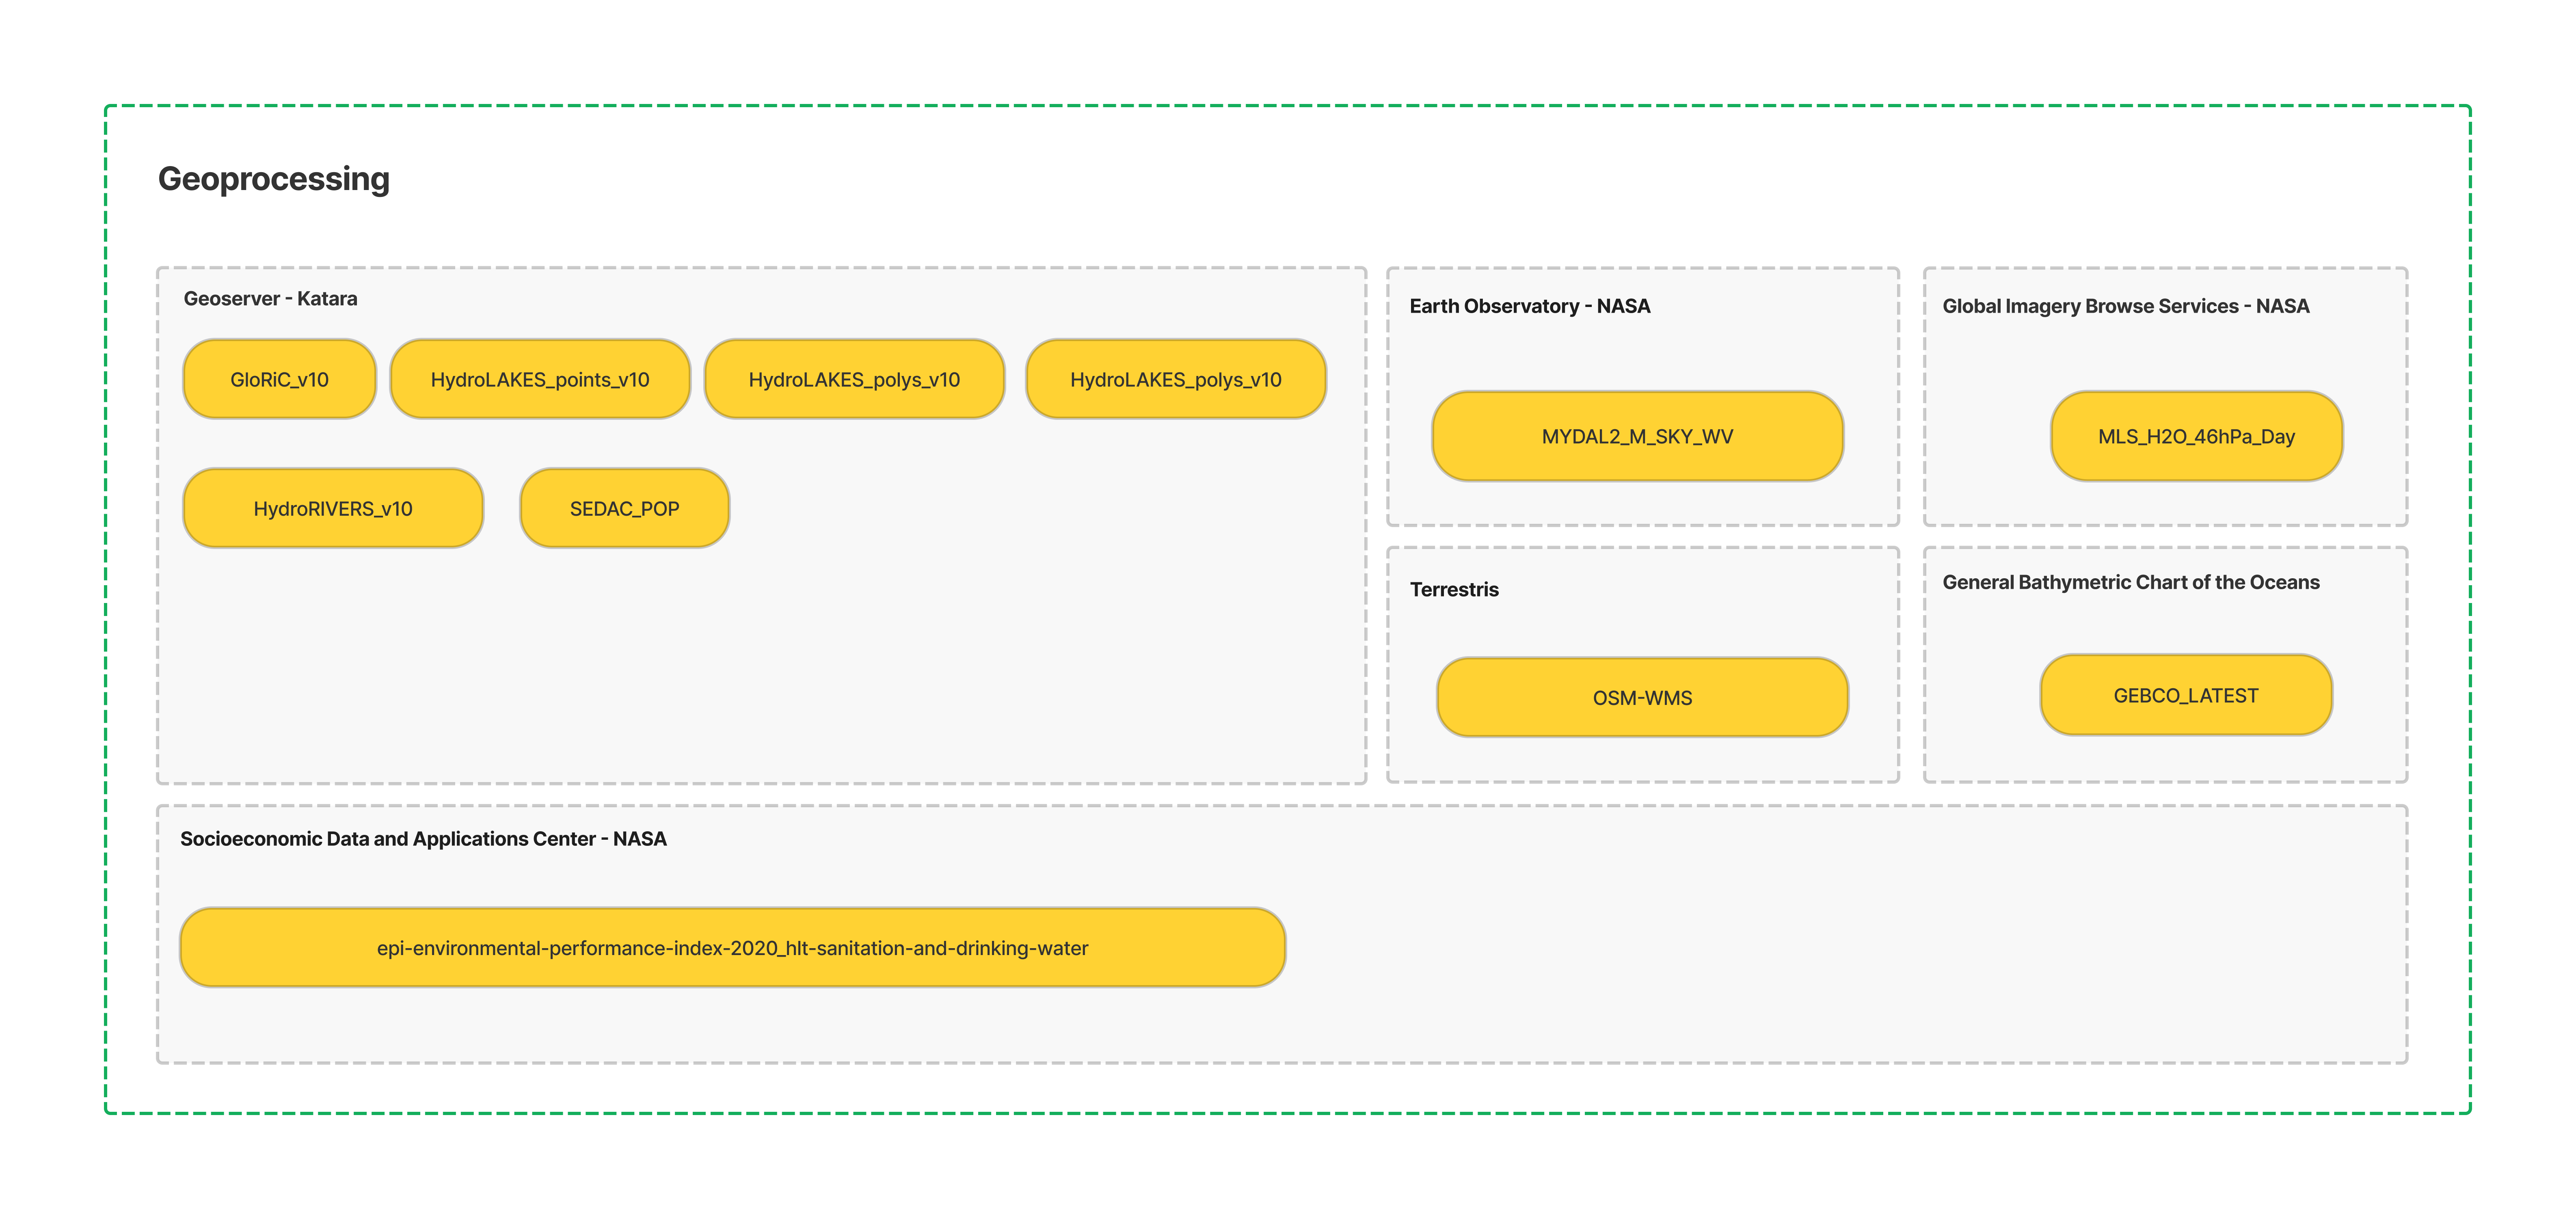 Geoprocessing
Geoserver - Katara
GloRiC_v10
HydroLAKES_points_v10
HydroLAKES_polys_v10
HydroLAKES_polys_v10
HydroRIVERS_v10
SEDAC_POP
Earth Observatory - NASA
MYDAL2_M_SKY_WV
Global Imagery Browse Services - NASA
MLS_H2O_46hPa_Day
Terrestris
OSM-WMS
General Bathymetric Chart of the Oceans
GEBCO_LATEST
Socioeconomic Data and Applications Center - NASA
epi-environmental-performance-index-2020_hlt-sanitation-and-drinking-water